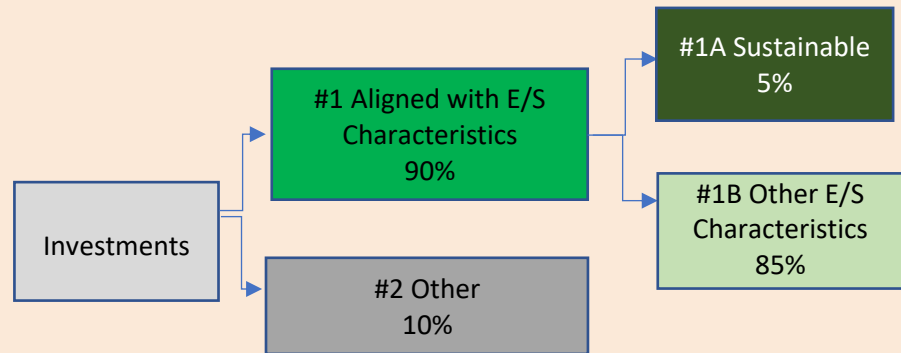 Investments
#1 Aligned with E/S
Characteristics
90%
#2 Other
10%
#1A Sustainable
5%
#1B Other E/S
Characteristics
85%